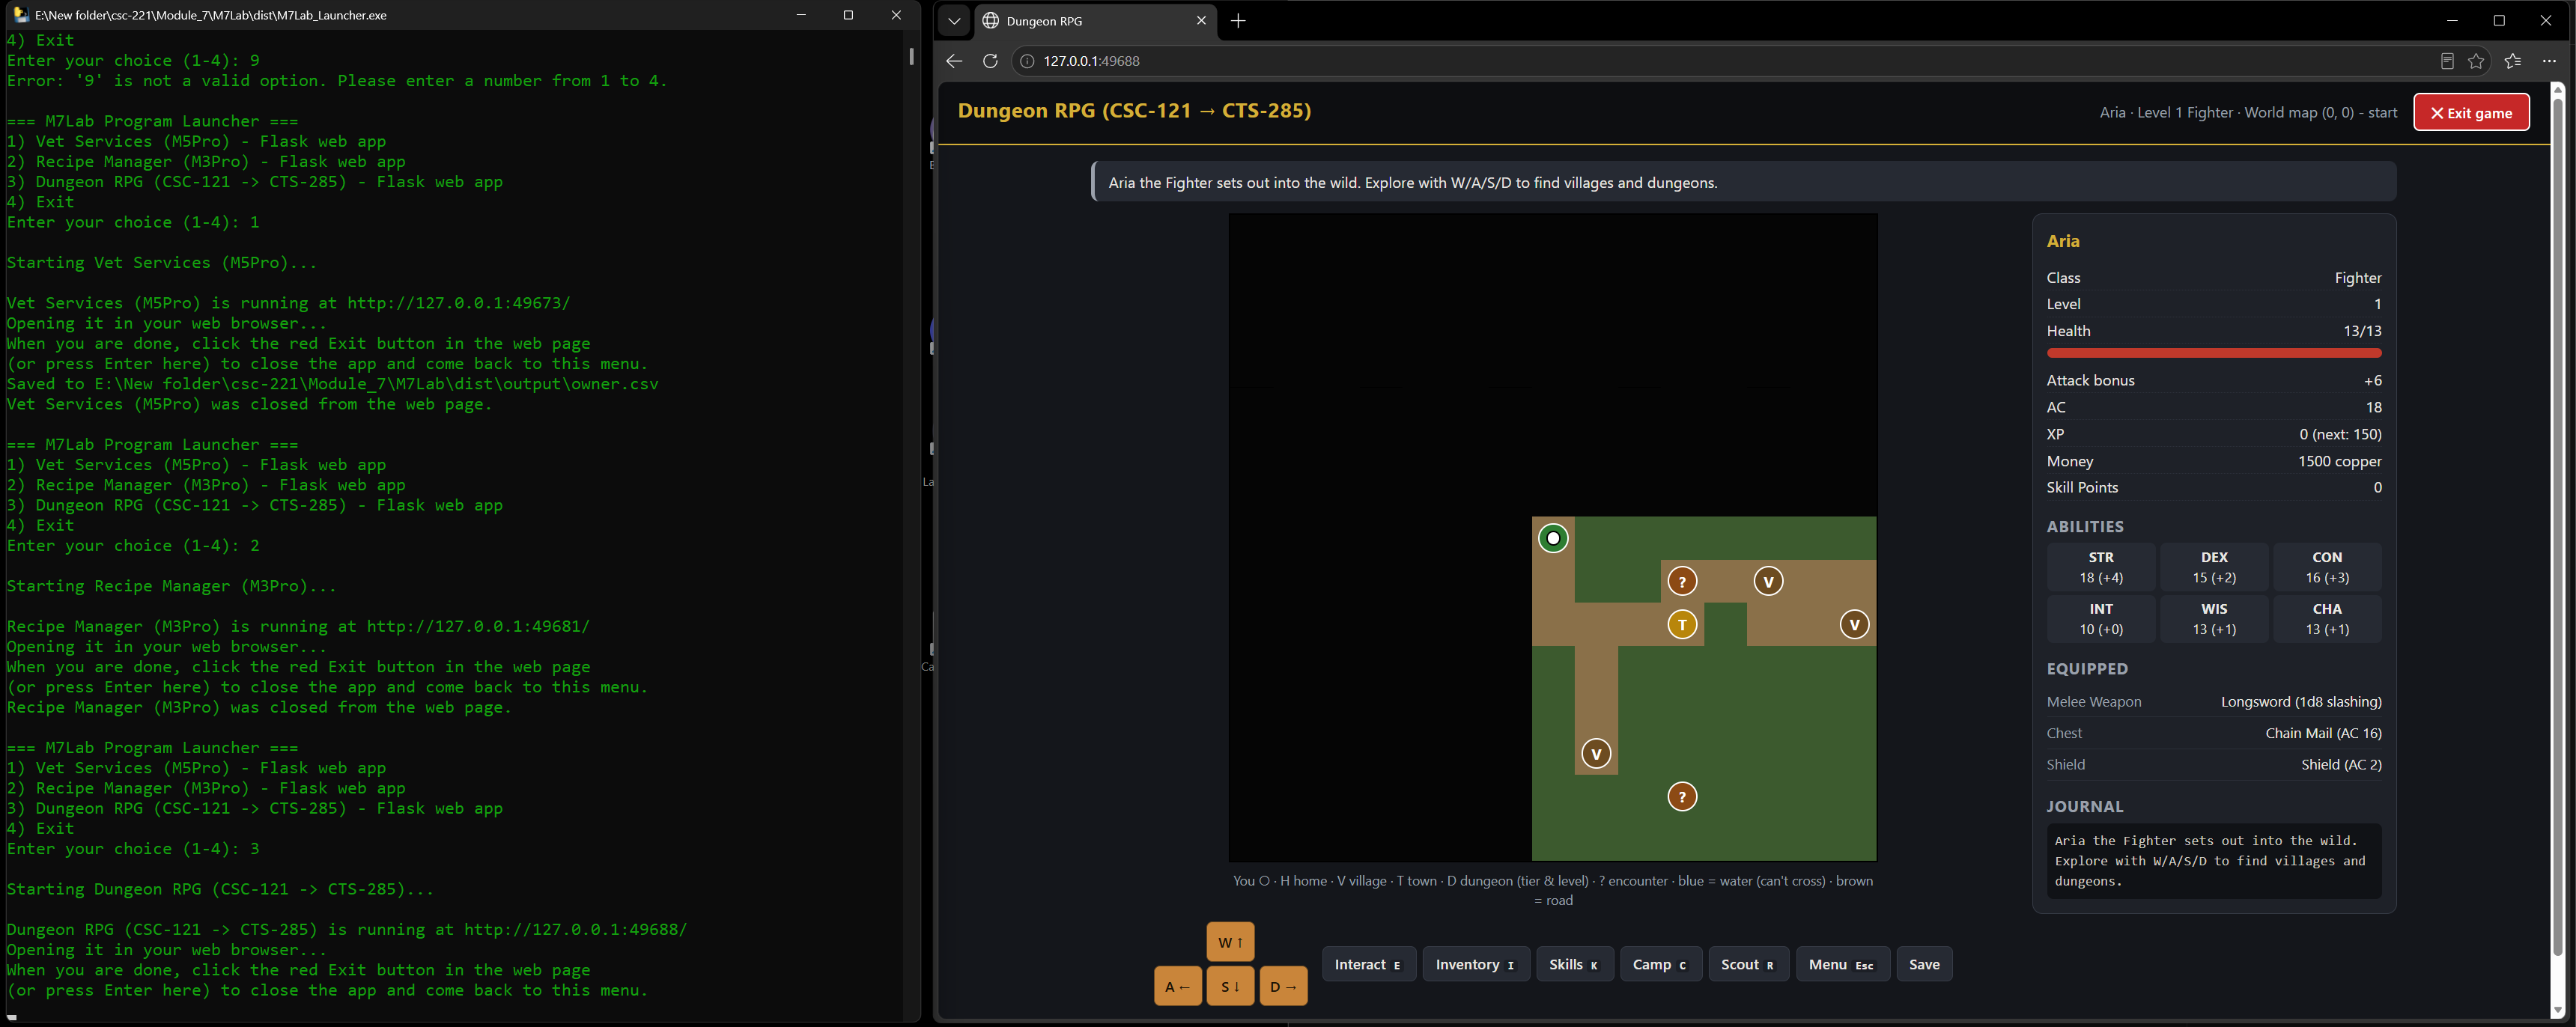 E:\New folder\csc-221\Module_7\M7Lab\dist\M7Lab_Launcher.exe
4) Exit
Enter your choice (1-4): 9
Error: '9' is not a valid option. Please enter a number from 1 to 4.
=== M7Lab Program Launcher ===
1) Vet Services (M5Pro) - Flask web app
2) Recipe Manager (M3Pro) - Flask web app
3) Dungeon RPG (CSC-121 -> CTS-285) - Flask web app
4) Exit
Enter your choice (1-4): 1
Starting Vet Services (M5Pro)...
Vet Services (M5Pro) is running at http://127.0.0.1:49673/
Opening it in your web browser...
When you are done, click the red Exit button in the web page
(or press Enter here) to close the app and come back to this menu.
Saved to E:\New folder\csc-221\Module_7\M7Lab\dist\output\owner.csv
Vet Services (M5Pro) was closed from the web page.
=== M7Lab Program Launcher ===
1) Vet Services (M5Pro) - Flask web app
2) Recipe Manager (M3Pro) - Flask web app
3) Dungeon RPG (CSC-121 -> CTS-285) - Flask web app
4) Exit
Enter your choice (1-4): 2
Starting Recipe Manager (M3Pro)...
Recipe Manager (M3Pro) is running at http://127.0.0.1:49681/
Opening it in your web browser...
When you are done, click the red Exit button in the web page
(or press Enter here) to close the app and come back to this menu.
Recipe Manager (M3Pro) was closed from the web page.
=== M7Lab Program Launcher ===
1) Vet Services (M5Pro) - Flask web app
2) Recipe Manager (M3Pro) - Flask web app
3) Dungeon RPG (CSC-121 -> CTS-285) - Flask web app
4) Exit
Enter your choice (1-4): 3
Starting Dungeon RPG (CSC-121 -> CTS-285)...
Dungeon RPG (CSC-121 -> CTS-285) is running at http://127.0.0.1:49688/
Opening it in your web browser...
When you are done, click the red Exit button in the web page
(or press Enter here) to close the app and come back to this menu.
Dungeon RPG
127.0.0.1:49688
Dungeon RPG (CSC-121 → CTS-285)
Aria · Level 1 Fighter · World map (0, 0) - start
✕ Exit game
Aria the Fighter sets out into the wild. Explore with W/A/S/D to find villages and dungeons.
? V
T V
V
?
You ○ · H home · V village · T town · D dungeon (tier & level) · ? encounter · blue = water (can't cross) · brown
= road
W ↑
A ← S ↓ D →
Interact E Inventory I Skills K Camp C Scout R Menu Esc Save
Aria
Class Fighter
Level 1
Health 13/13
Attack bonus +6
AC 18
XP 0 (next: 150)
Money 1500 copper
Skill Points 0
ABILITIES
STR DEX CON
18 (+4) 15 (+2) 16 (+3)
INT WIS CHA
10 (+0) 13 (+1) 13 (+1)
EQUIPPED
Melee Weapon Longsword (1d8 slashing)
Chest Chain Mail (AC 16)
Shield Shield (AC 2)
JOURNAL
Aria the Fighter sets out into the wild.
Explore with W/A/S/D to find villages and
dungeons.